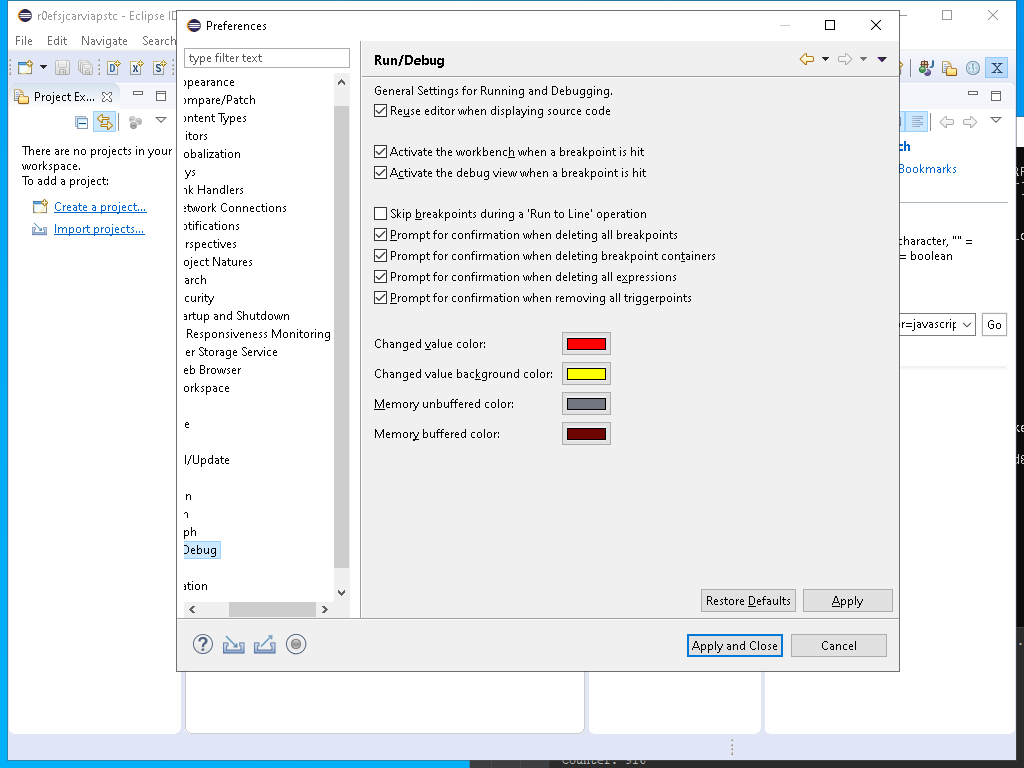 r0efsjcarviapstc - Eclipse ID
File Edit Navigate Search
Project Ex...
There are no projects in your
workspace.
To add a project:
Create a project...
Import projects...
Preferences
type filter text
ppearance
ompare/Patch
ontent Types
itors
obalization
ys
nk Handlers
etwork Connections
otifications
rspectives
oject Natures
arch
curity
artup and Shutdown
Responsiveness Monitoring
er Storage Service
eb Browser
orkspace
e
l/Update
n
n
ph
Debug
ation
Run/Debug
General Settings for Running and Debugging.
Reuse editor when displaying source code
Activate the workbench when a breakpoint is hit
Activate the debug view when a breakpoint is hit
Skip breakpoints during a 'Run to Line' operation
Prompt for confirmation when deleting all breakpoints
Prompt for confirmation when deleting breakpoint containers
Prompt for confirmation when deleting all expressions
Prompt for confirmation when removing all triggerpoints
Changed value color:
Changed value background color:
Memory unbuffered color:
Memory buffered color:
Restore Defaults Apply
Apply and Close Cancel
ch
Bookmarks
character, "" =
= boolean
or=javascrip
Go